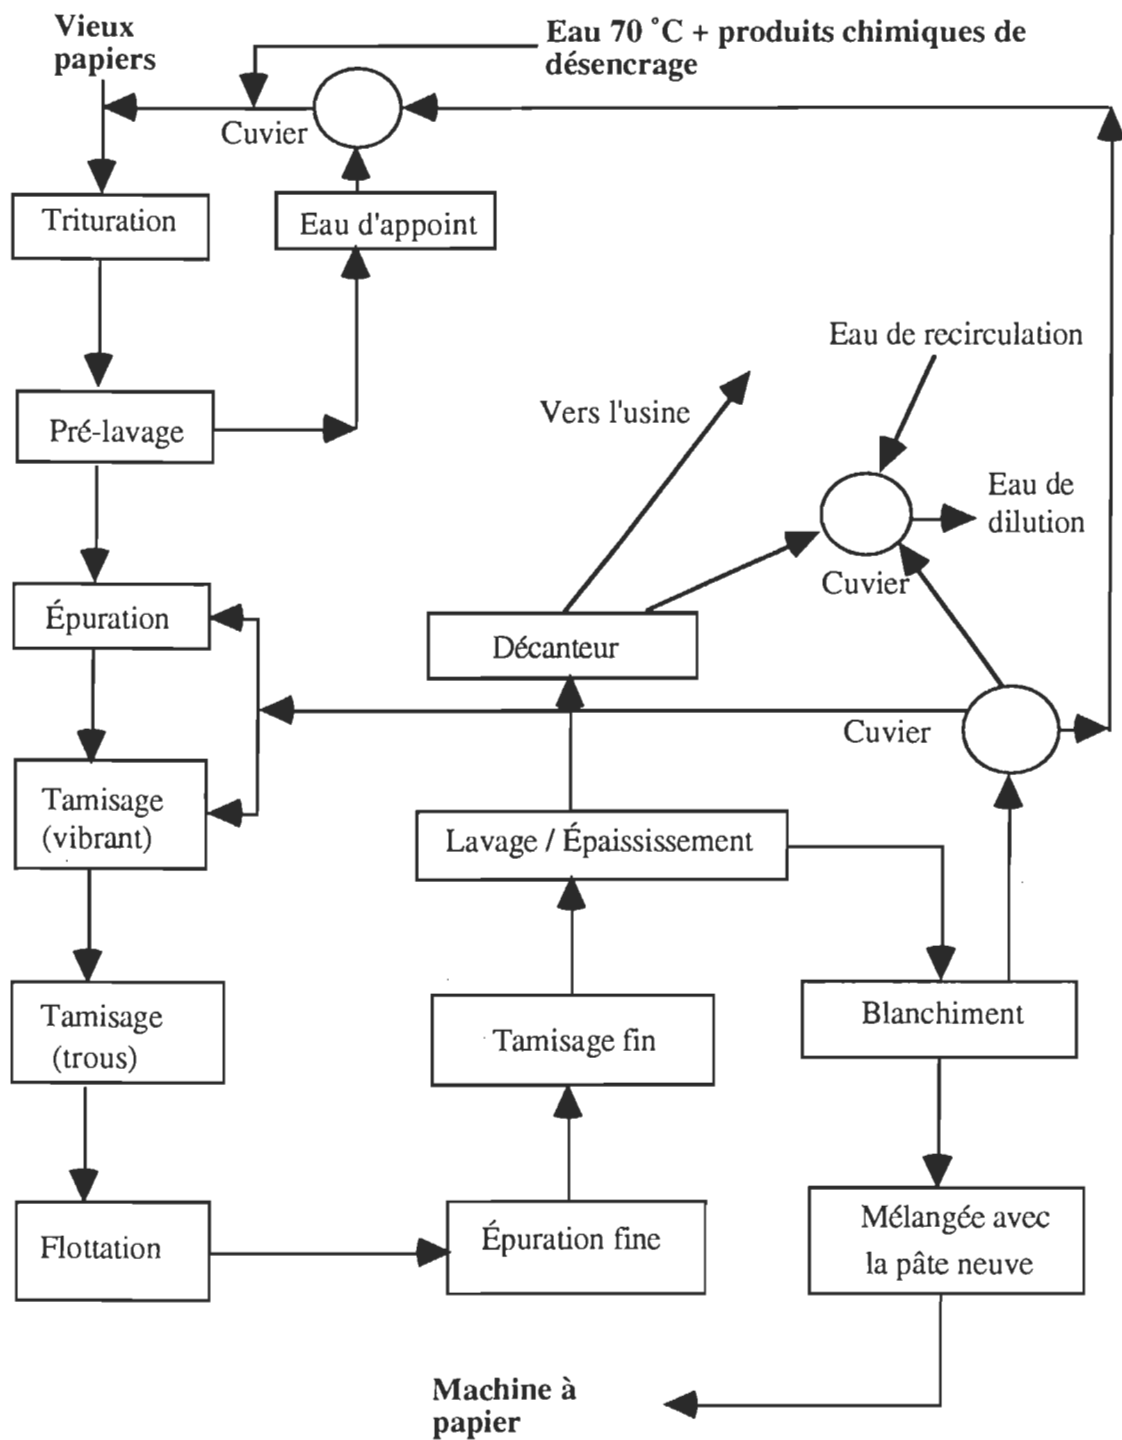 Vieux
papiers
Eau 70 °C + produits chimiques de
désencrage
Cuvier
Trituration
Eau d'appoint
Eau de recirculation
Vers l'usine
Pré-lavage
Eau de
dilution
Cuvier
Épuration
Décanteur
Cuvier
Tamisage
(vibrant)
Lavage / Épaississement
Tamisage
(trous)
Tamisage fin
Blanchiment
Flottation
Épuration fine
Mélangée avec
la pâte neuve
Machine à
papier